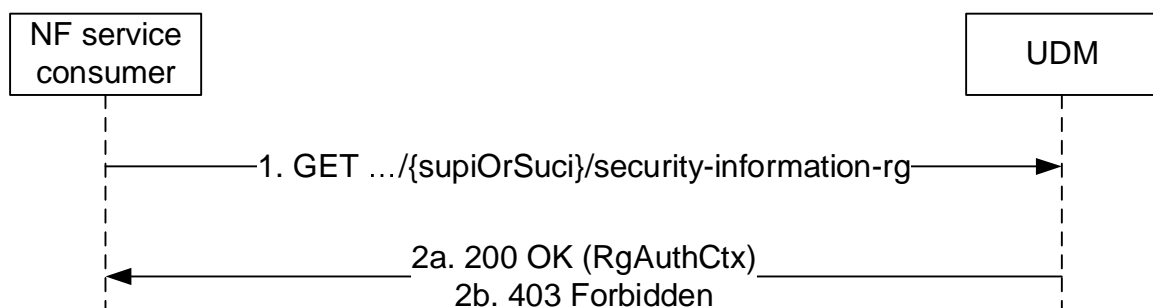 NF service
consumer
UDM
1. GET …/{supiOrSuci}/security-information-rg
2a. 200 OK (RgAuthCtx)
2b. 403 Forbidden